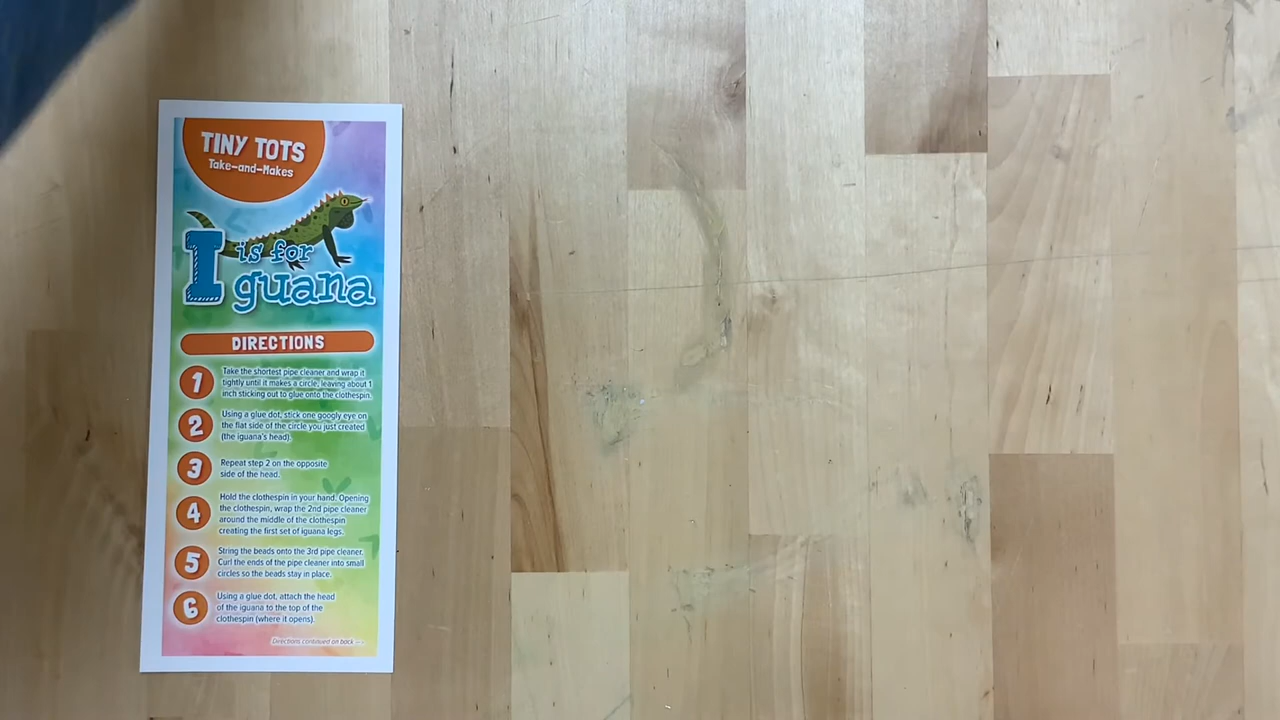 TINY TOTS
Take-and-Makes
I is for
guana
DIRECTIONS
1 Take the shortest pipe cleaner and wrap it
tightly until it makes a circle, leaving about 1
inch sticking out to glue onto the clothespin.
2 Using a glue dot, stick one googly eye on
the flat side of the circle you just created
(the iguana's head).
3 Repeat step 2 on the opposite
side of the head.
4 Hold the clothespin in your hand. Opening
the clothespin, wrap the 2nd pipe cleaner
around the middle of the clothespin
creating the first set of iguana legs.
5 String the beads onto the 3rd pipe cleaner.
Curl the ends of the pipe cleaner into small
circles so the beads stay in place.
6 Using a glue dot, attach the head
of the iguana to the top of the
clothespin (where it opens).
Directions continued on back